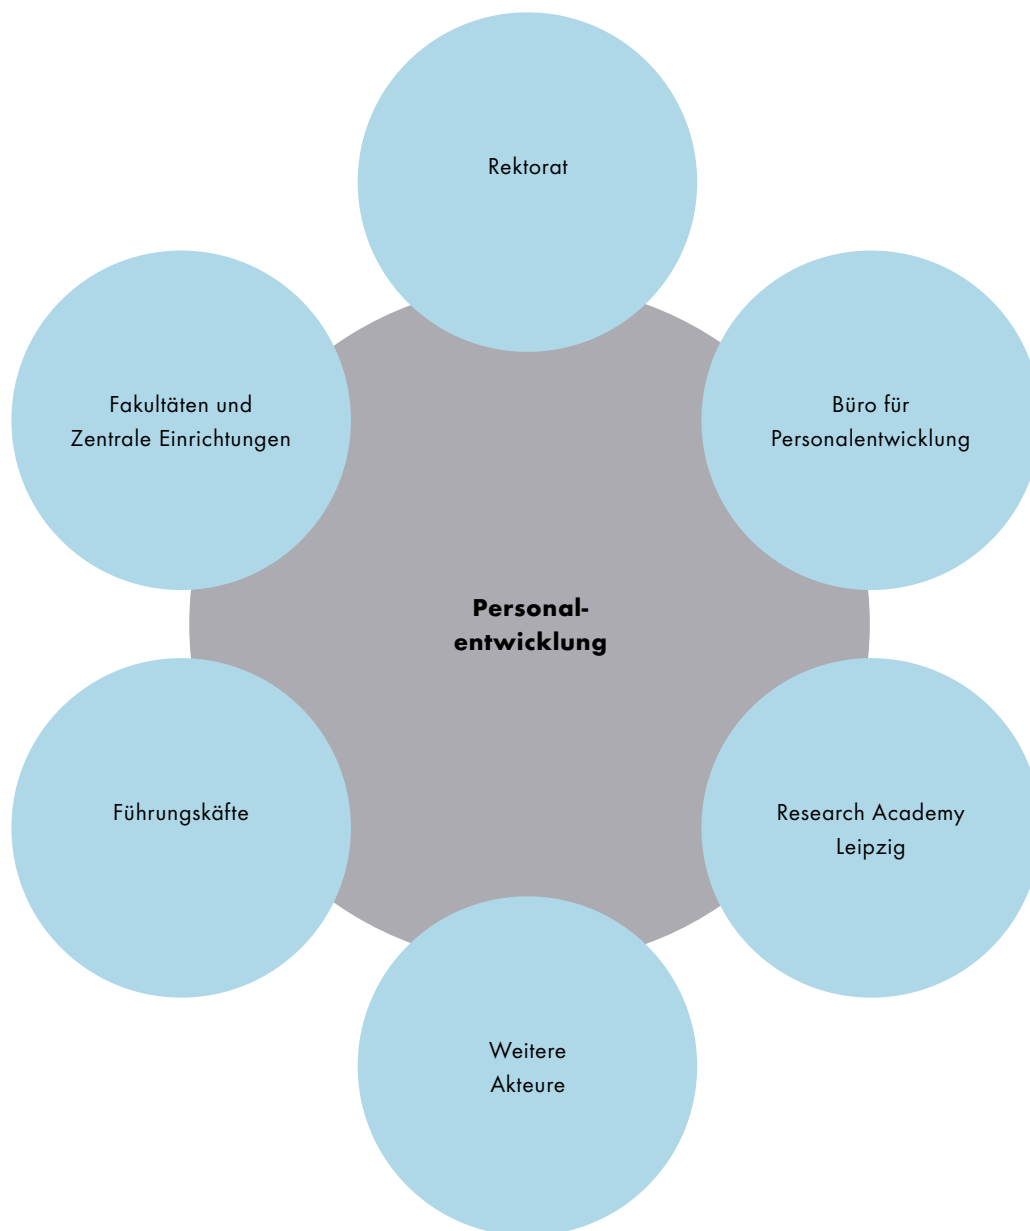 Rektorat
Fakultäten und
Zentrale Einrichtungen
Büro für
Personalentwicklung
Personal-
entwicklung
Führungskäfte
Research Academy
Leipzig
Weitere
Akteure